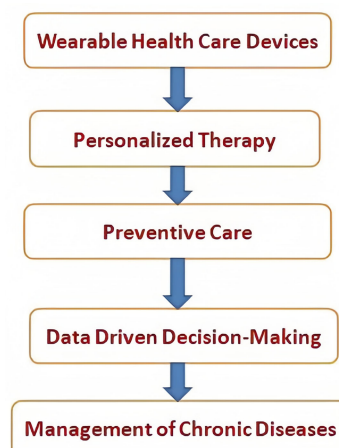 Wearable Health Care Devices
Personalized Therapy
Preventive Care
Data Driven Decision-Making
Management of Chronic Diseases